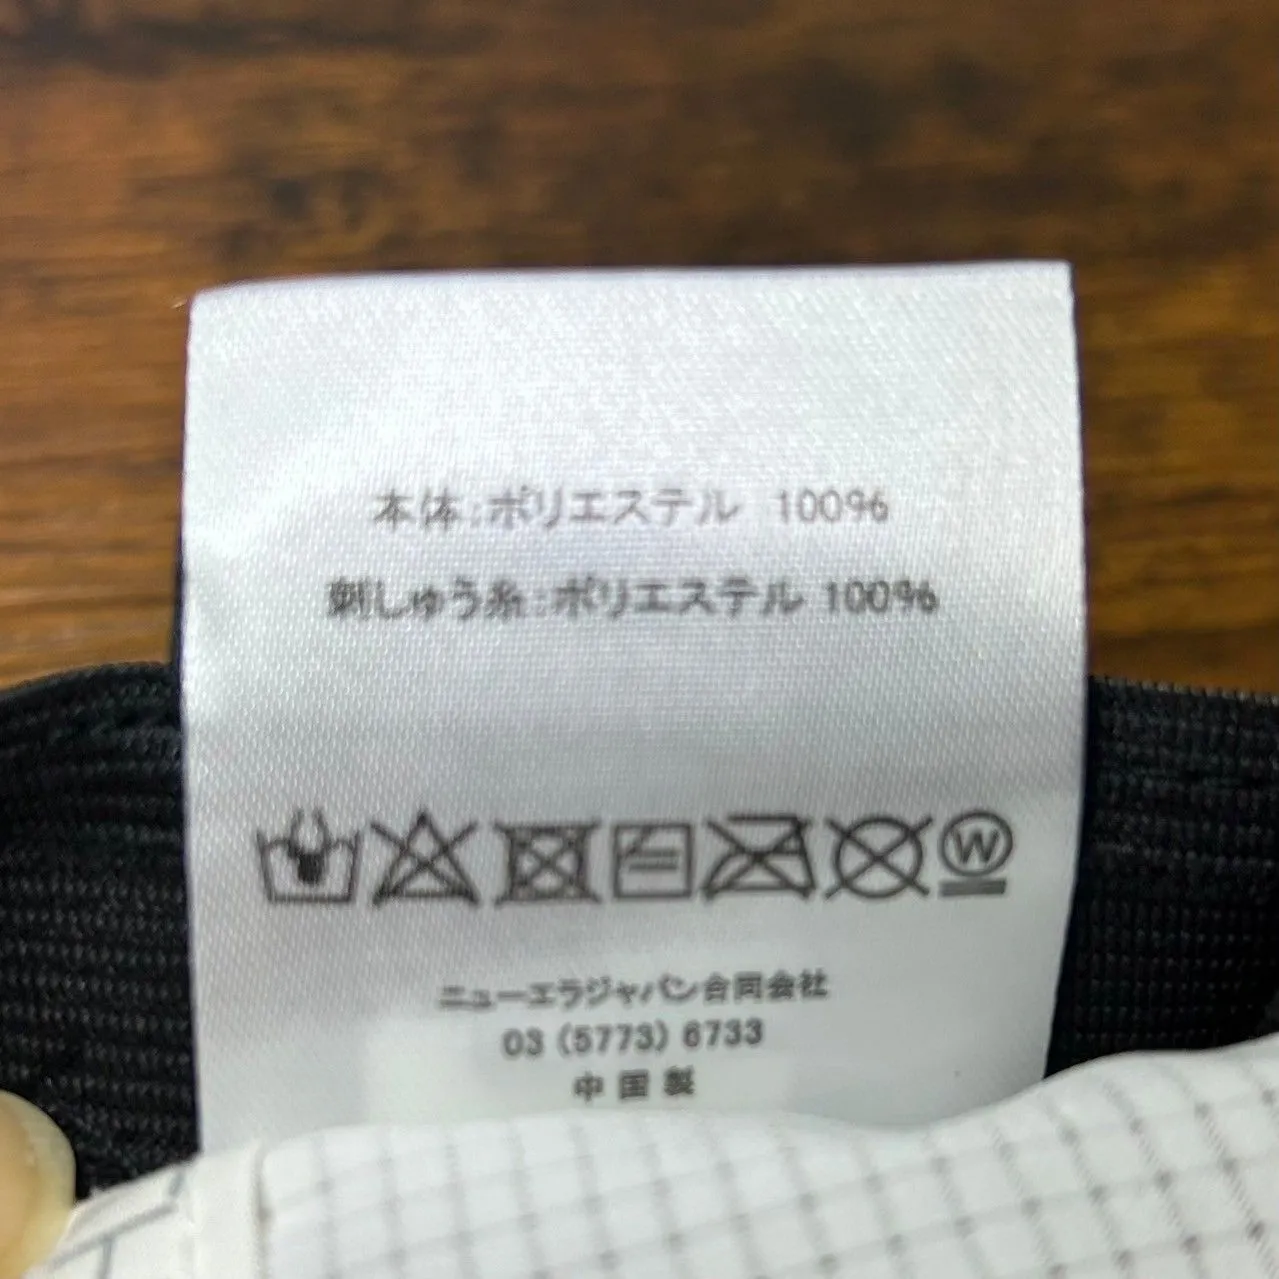 本体:ポリエステル 100%
刺しゅう糸:ポリエステル 100%
W
ニューエラジャパン合同会社
03 (5773) 6733
中国製